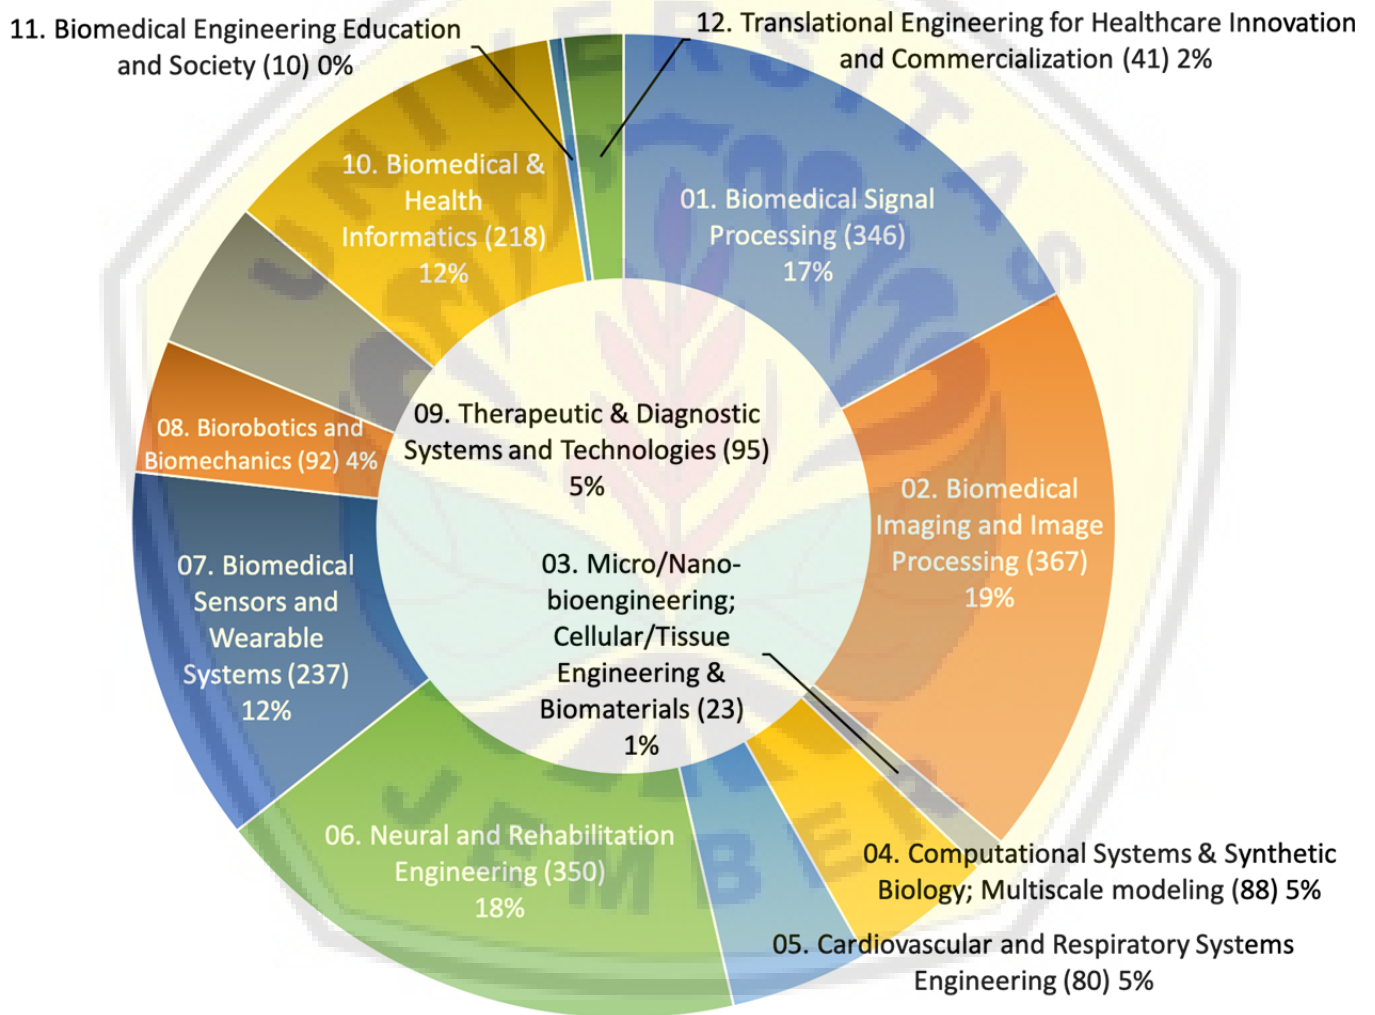 11. Biomedical Engineering Education
and Society (10) 0%
12. Translational Engineering for Healthcare Innovation
and Commercialization (41) 2%
10. Biomedical &
Health
Informatics (218)
12%
01. Biomedical Signal
Processing (346)
17%
09. Therapeutic & Diagnostic
Systems and Technologies (95)
5%
08. Biorobotics and
Biomechanics (92) 4%
02. Biomedical
Imaging and Image
Processing (367)
19%
03. Micro/Nano-
bioengineering;
Cellular/Tissue
Engineering &
Biomaterials (23)
1%
07. Biomedical
Sensors and
Wearable
Systems (237)
12%
06. Neural and Rehabilitation
Engineering (350)
18%
04. Computational Systems & Synthetic
Biology; Multiscale modeling (88) 5%
05. Cardiovascular and Respiratory Systems
Engineering (80) 5%
UNIVERSITAS
JEMBER